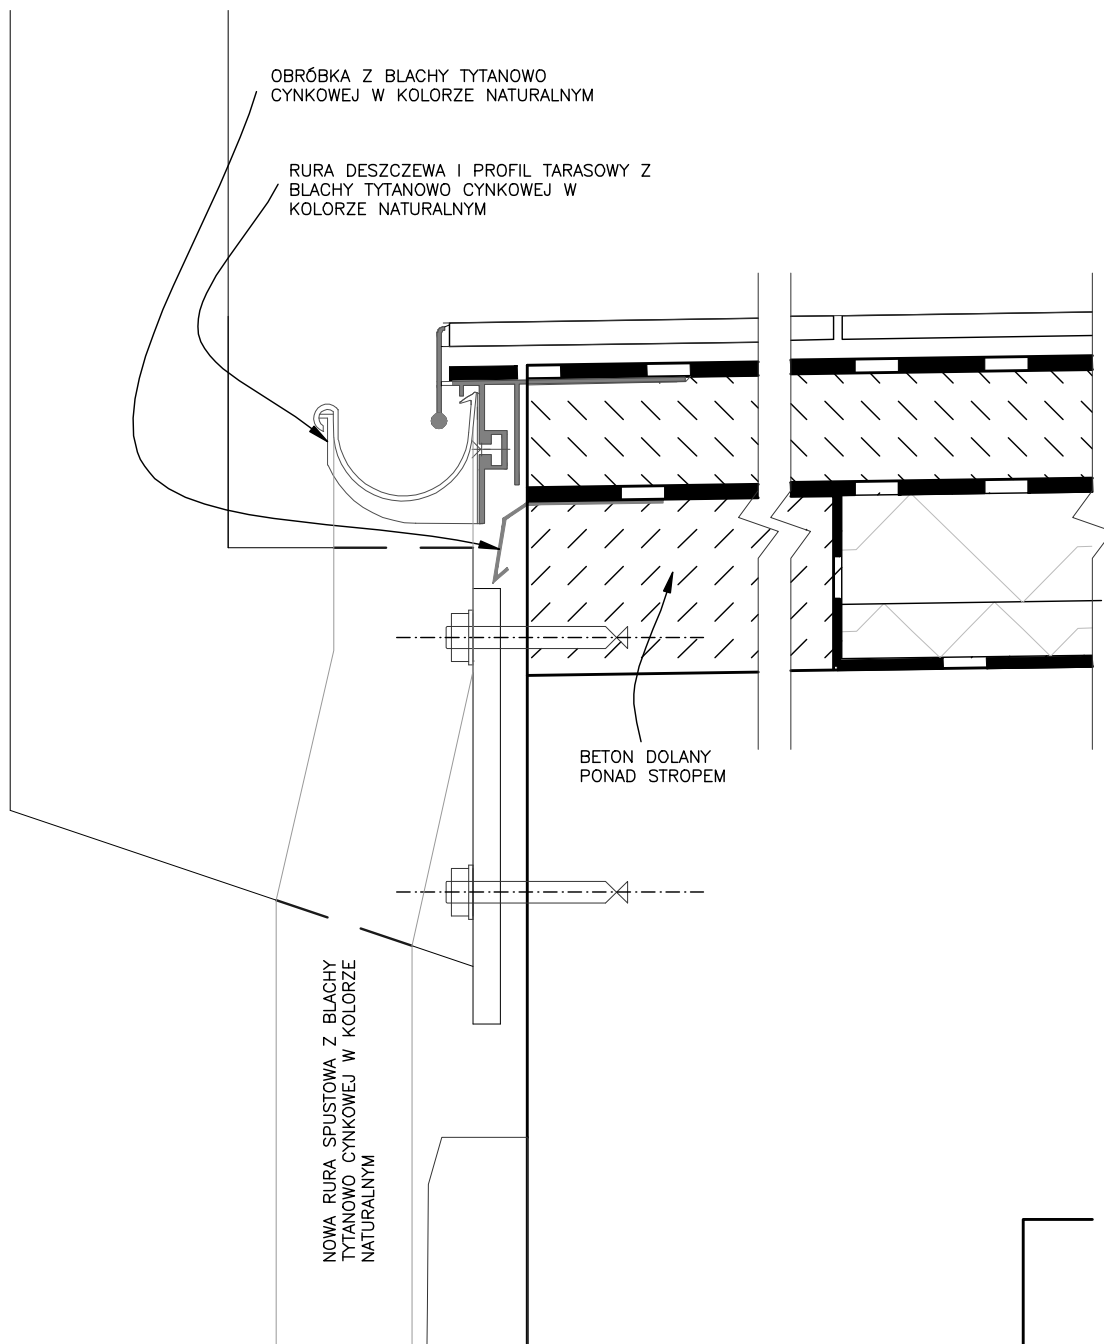 OBRÓBKA Z BLACHY TYTANOWO
CYNKOWEJ W KOLORZE NATURALNYM
RURA DESZCZEWA I PROFIL TARASOWY Z
BLACHY TYTANOWO CYNKOWEJ W
KOLORZE NATURALNYM
BETON DOLANY
PONAD STROPEM
NOWA RURA SPUSTOWA Z BLACHY
TYTANOWO CYNKOWEJ W KOLORZE
NATURALNYM